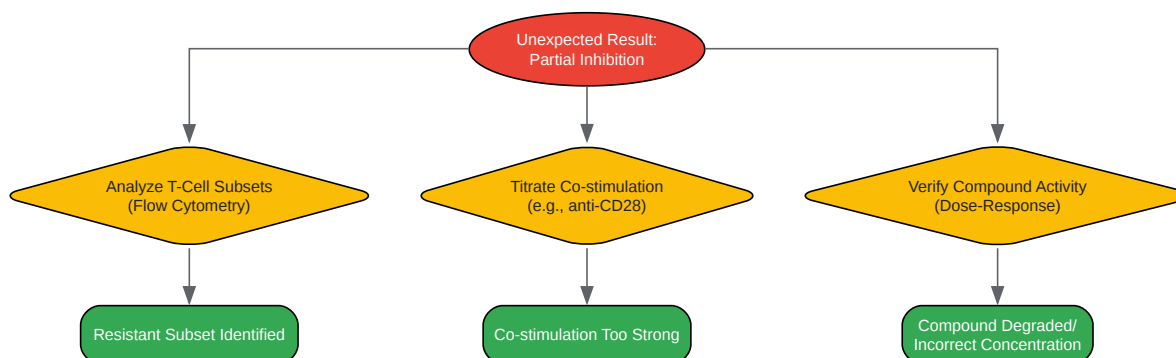 Unexpected Result:
Partial Inhibition
Analyze T-Cell Subsets
(Flow Cytometry)
Titrate Co-stimulation
(e.g., anti-CD28)
Verify Compound Activity
(Dose-Response)
Resistant Subset Identified
Co-stimulation Too Strong
Compound Degraded/
Incorrect Concentration